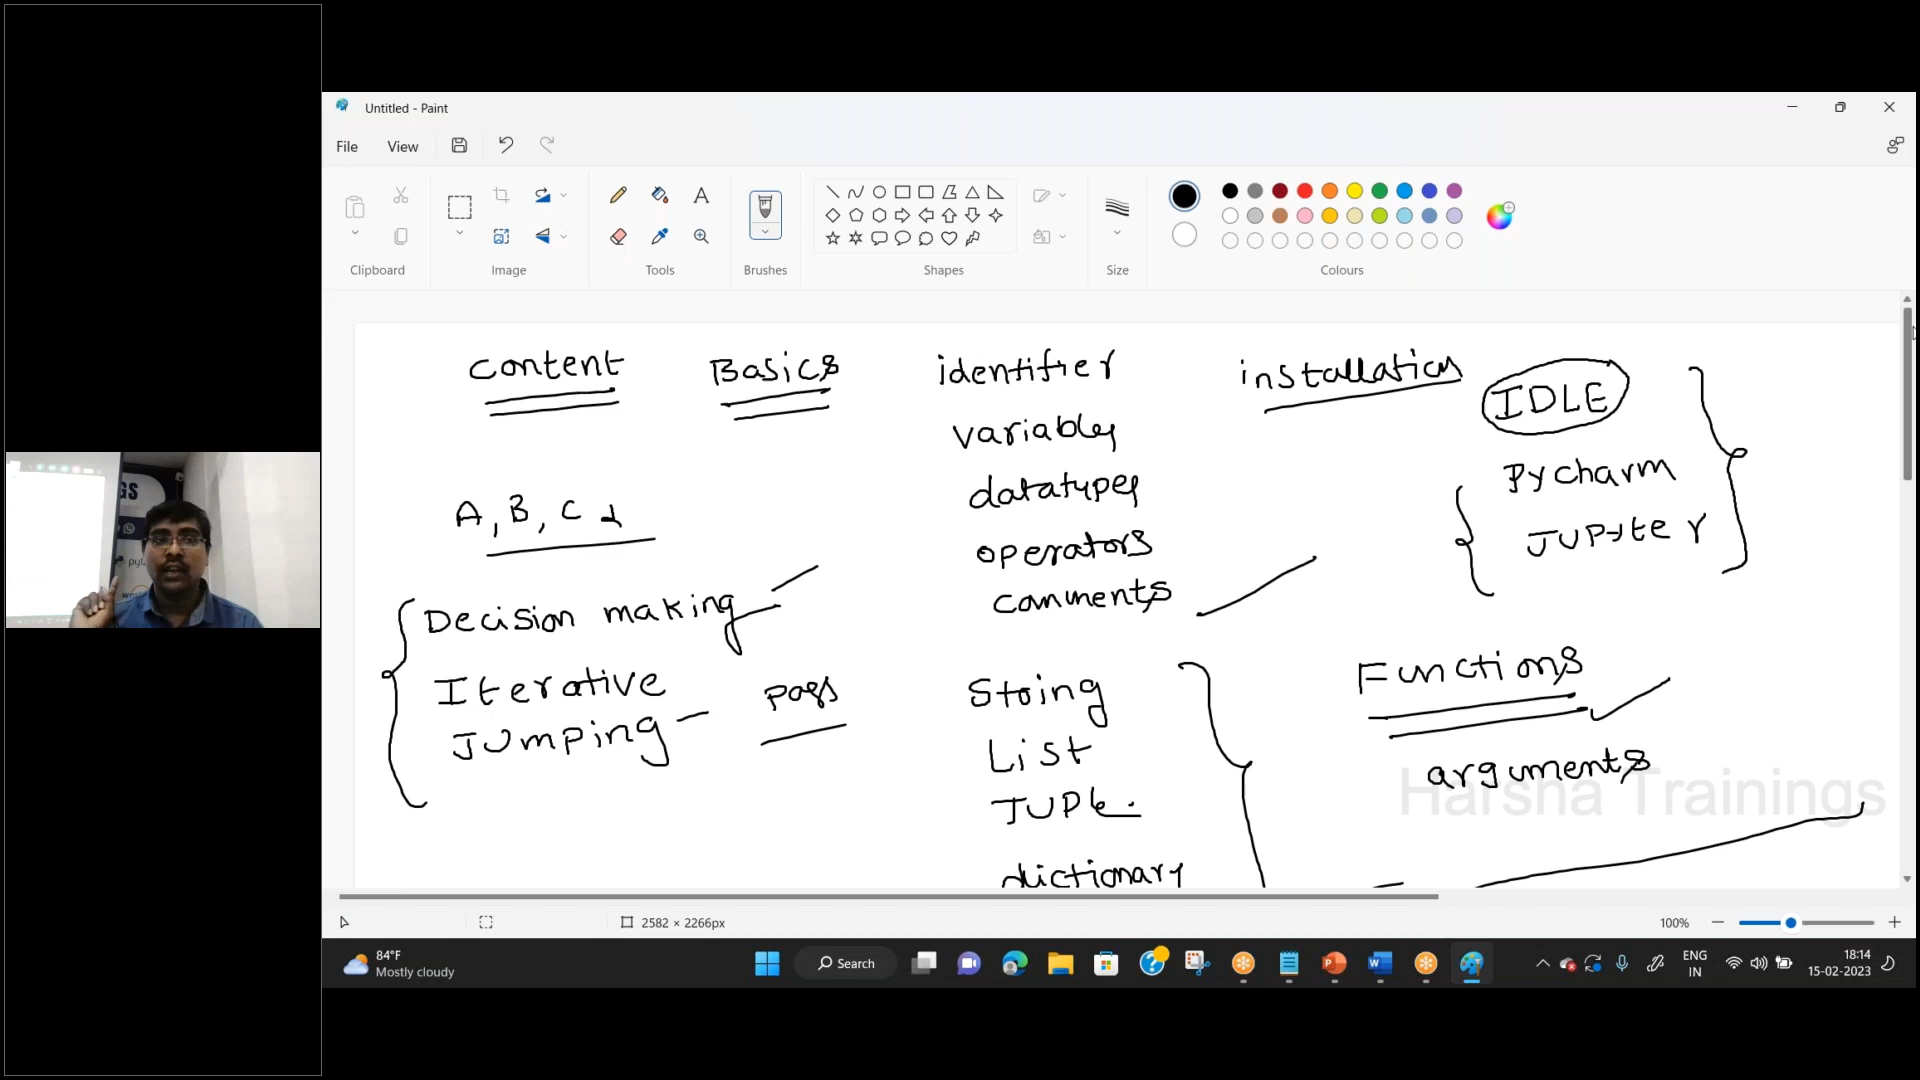 Untitled - Paint
File View
Clipboard Image Tools Brushes Shapes Size Colours
content Basics identifier installation IDLE
variables
datatypes
operators
comments
Pycharm
Jupyter
A, B, C
Decision making
Iterative
Jumping pass
String
List
Tuple
dictionary
Functions
arguments
Harsha Trainings
2582 × 2266px
100%
84°F
Mostly cloudy
Search
ENG
IN
18:14
15-02-2023